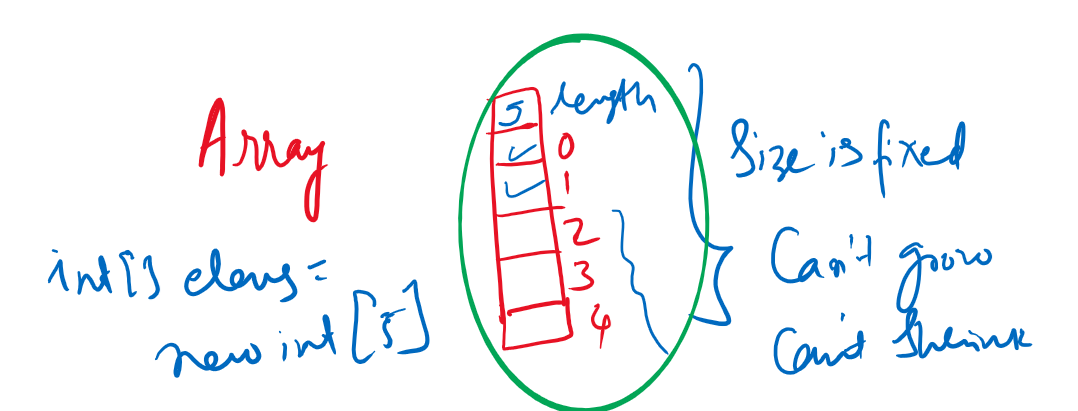 Array
int[] elems =
new int[5]
5 length
0
1
2
3
4
Size is fixed
Can't grow
Can't Shrink